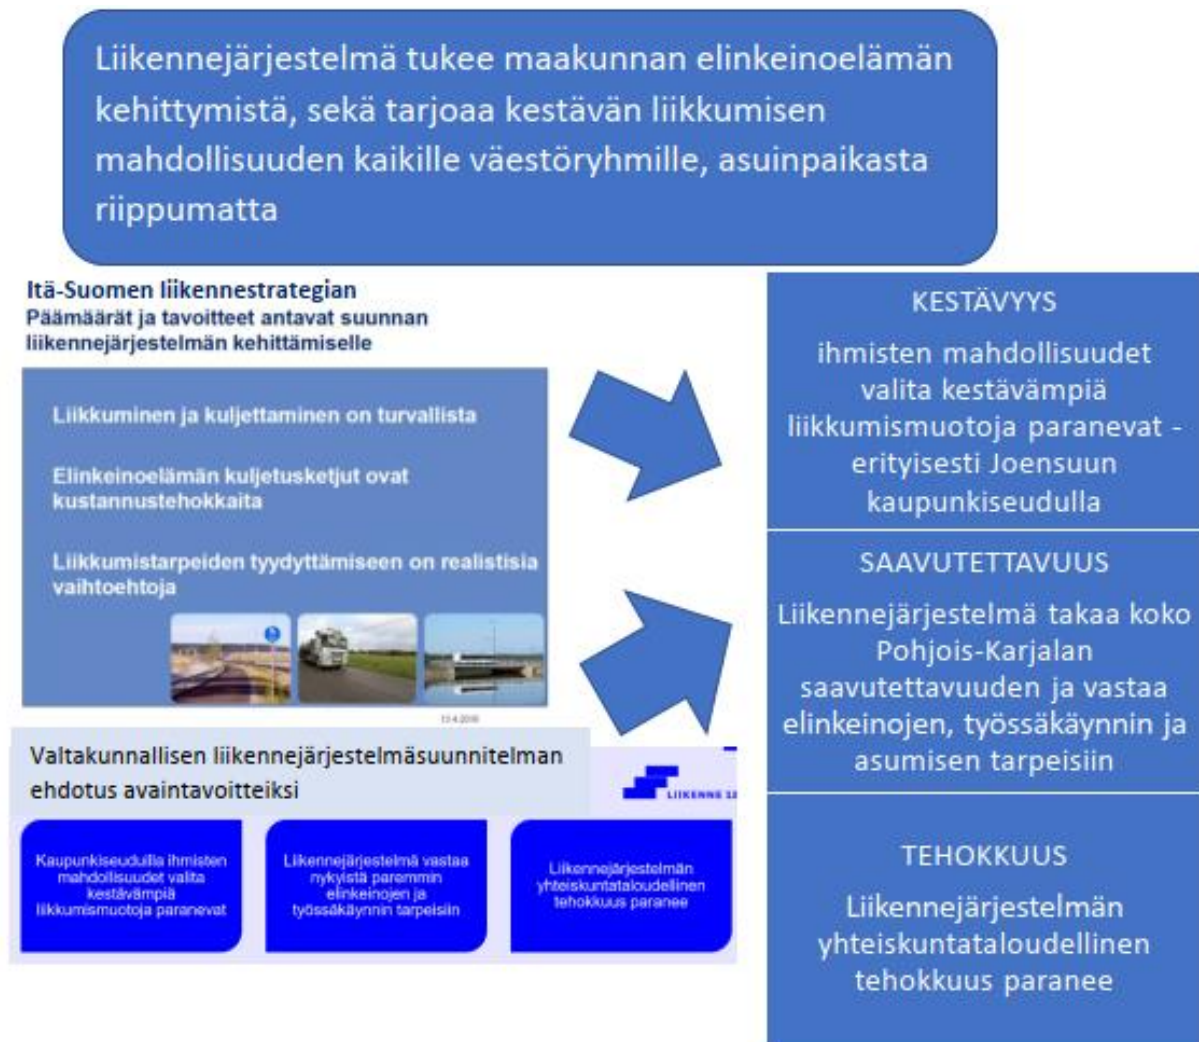 Liikennejärjestelmä tukee maakunnan elinkeinoelämän
kehittymistä, sekä tarjoaa kestävän liikkumisen
mahdollisuuden kaikille väestöryhmille, asuinpaikasta
riippumatta
Itä-Suomen liikennestrategian
Päämäärät ja tavoitteet antavat suunnan
liikennejärjestelmän kehittämiselle
Liikkuminen ja kuljettaminen on turvallista
Elinkeinoelämän kuljetusketjut ovat
kustannustehokkaita
Liikkumistarpeiden tyydyttämiseen on realistisia
vaihtoehtoja
Valtakunnallisen liikennejärjestelmäsuunnitelman
ehdotus avaintavoitteiksi
LIIKENNE 12
Kaupunkiseuduilla ihmisten
mahdollisuudet valita
kestävämpiä
liikkumismuotoja paranevat
Liikennejärjestelmä vastaa
nykyistä paremmin
elinkeinojen ja
työssäkäynnin tarpeisiin
Liikennejärjestelmän
yhteiskuntataloudellinen
tehokkuus paranee
KESTÄVYYS
ihmisten mahdollisuudet
valita kestävämpiä
liikkumismuotoja paranevat -
erityisesti Joensuun
kaupunkiseudulla
SAAVUTETTAVUUS
Liikennejärjestelmä takaa koko
Pohjois-Karjalan
saavutettavuuden ja vastaa
elinkeinojen, työssäkäynnin ja
asumisen tarpeisiin
TEHOKKUUS
Liikennejärjestelmän
yhteiskuntataloudellinen
tehokkuus paranee